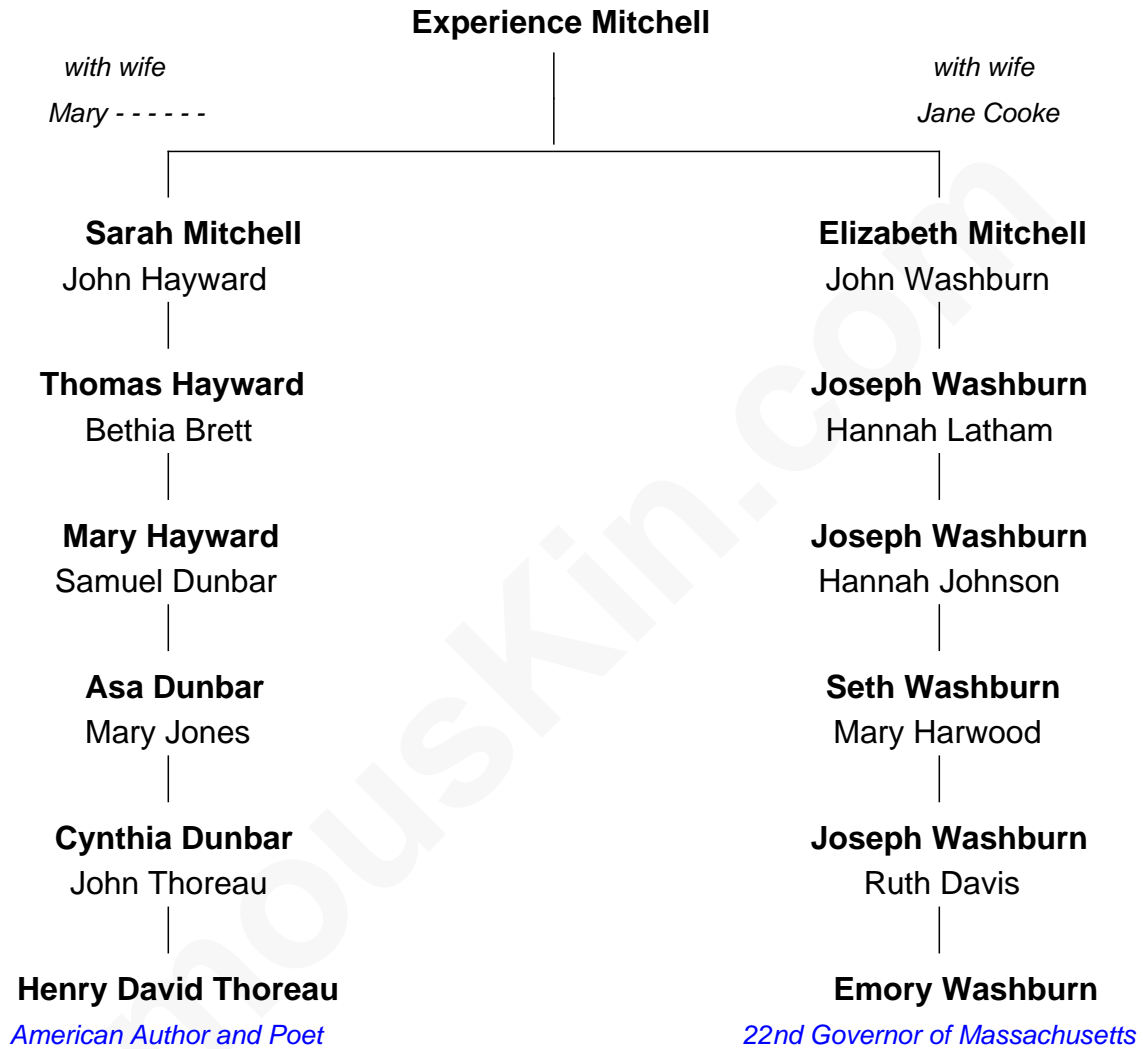 Experience Mitchell
with wife
Mary - - - - - -
with wife
Jane Cooke
Sarah Mitchell
John Hayward
Elizabeth Mitchell
John Washburn
Thomas Hayward
Bethia Brett
Joseph Washburn
Hannah Latham
Mary Hayward
Samuel Dunbar
Joseph Washburn
Hannah Johnson
Asa Dunbar
Mary Jones
Seth Washburn
Mary Harwood
Cynthia Dunbar
John Thoreau
Joseph Washburn
Ruth Davis
Henry David Thoreau
American Author and Poet
Emory Washburn
22nd Governor of Massachusetts
mousKin.com